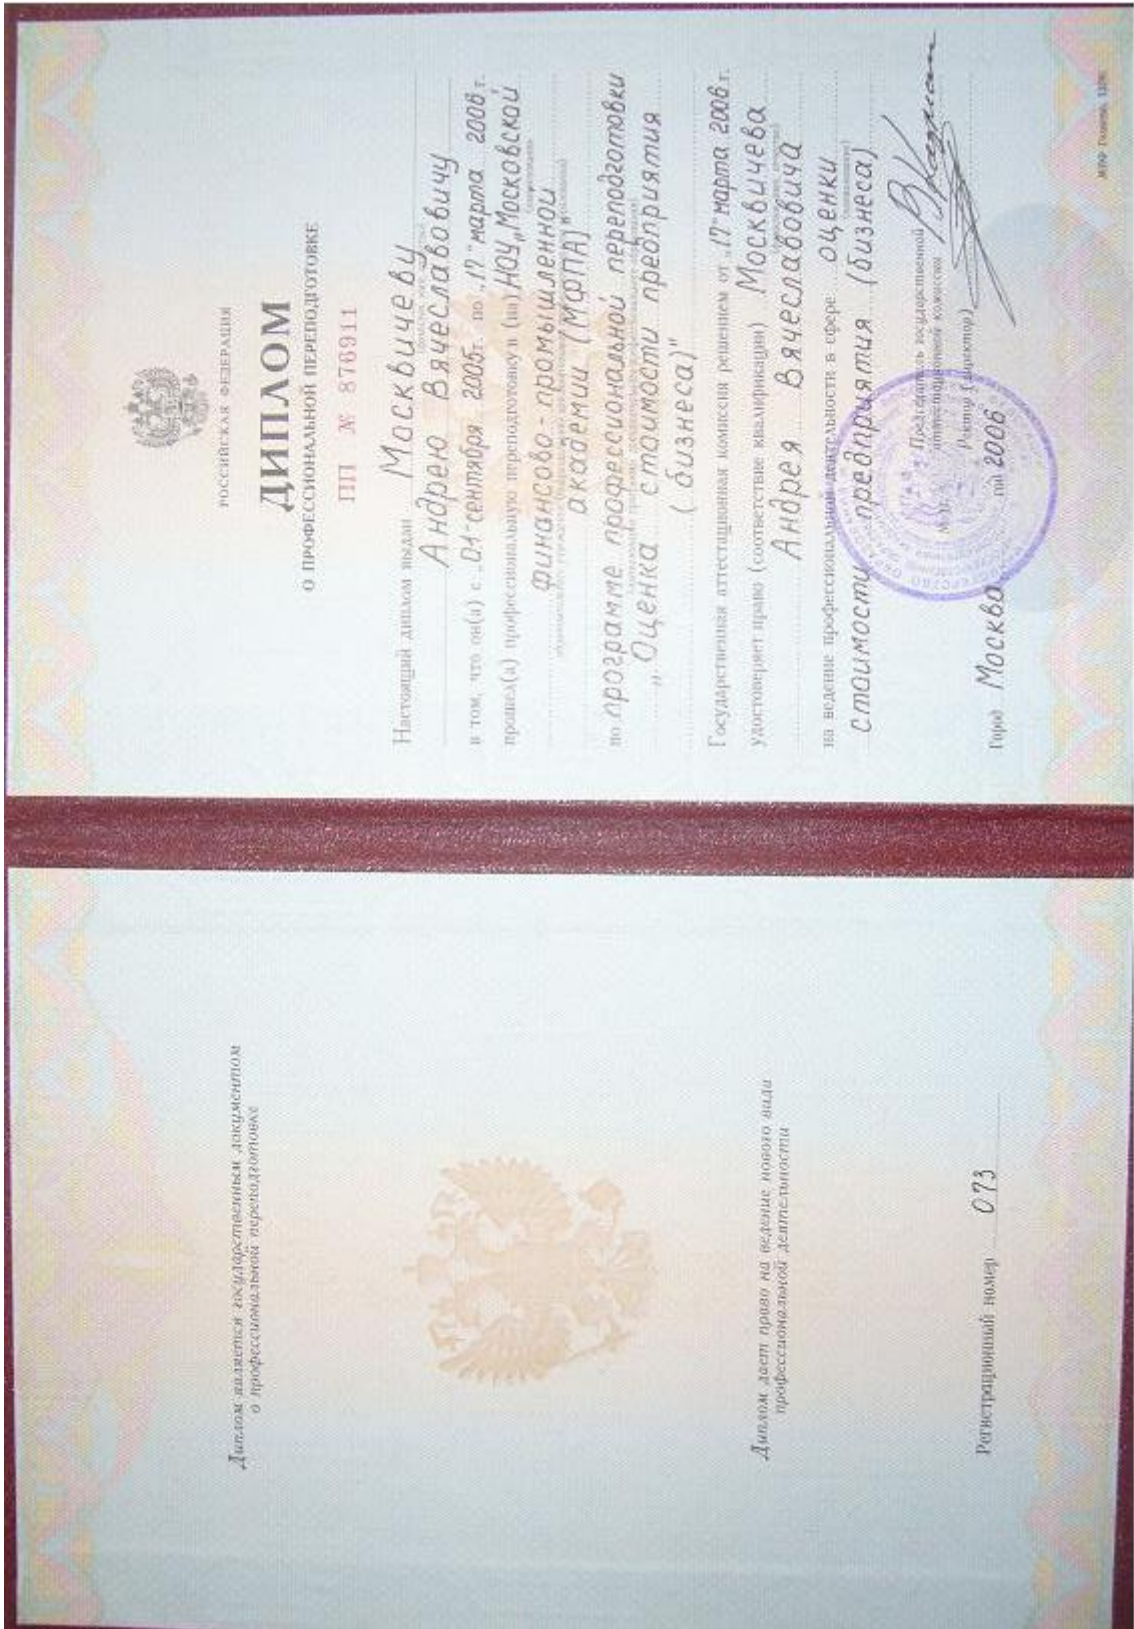 Диплом является государственным документом
о профессиональной переподготовке
Диплом дает право на ведение нового вида
профессиональной деятельности
Регистрационный номер 073
РОССИЙСКАЯ ФЕДЕРАЦИЯ
ДИПЛОМ
О ПРОФЕССИОНАЛЬНОЙ ПЕРЕПОДГОТОВКЕ
ПП № 876911
Настоящий диплом выдан Москвичеву
Андрею Вячеславовичу
в том, что он(а) с „01“ сентября 2005г. по „17“ марта 2006г.
прошел(а) профессиональную переподготовку в (на) НОУ „Московской
финансово-промышленной
академии (МФПА)"
по программе профессиональной переподготовки
„Оценка стоимости предприятия
(бизнеса)"
Государственная аттестационная комиссия решением от „17“ марта 2006г.
удостоверяет право (соответствие квалификации) Москвичева
Андрея Вячеславовича
на ведение профессиональной деятельности в сфере оценки
стоимости предприятия (бизнеса)
Председатель государственной
аттестационной комиссии
Ректор (директор)
Город Москва год 2006